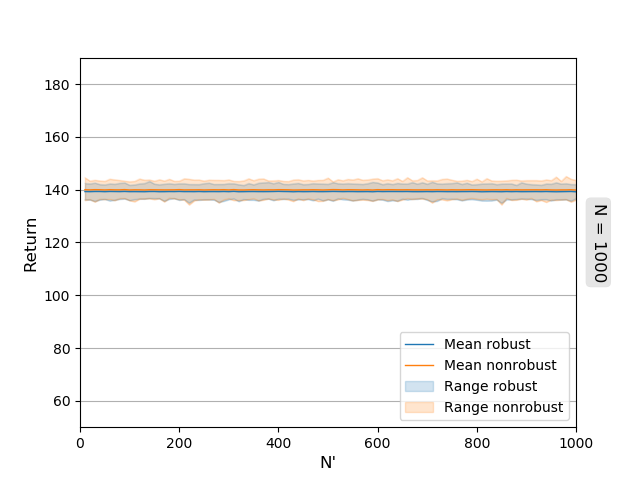 180
160
140
120
100
80
60
Return
0
200
400
600
800
1000
N'
N = 1000
Mean robust
Mean nonrobust
Range robust
Range nonrobust